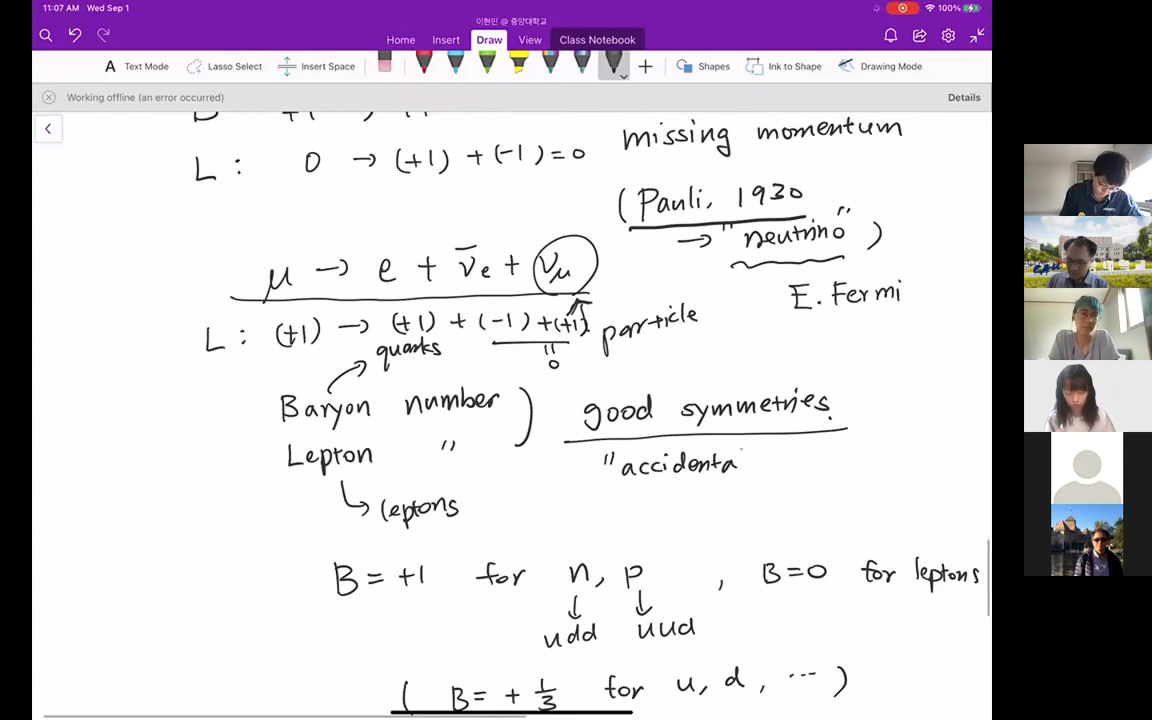 11:07 AM Wed Sep 1
100%
이현민 @ 중앙대학교
Home Insert Draw View Class Notebook
Text Mode Lasso Select Insert Space Shapes Ink to Shape Drawing Mode
Working offline (an error occurred) Details
missing momentum
L : 0 → (+1) + (-1) = 0
(Pauli, 1930
→ "neutrino")
μ → e + ν̄e + νμ
E. Fermi
L : (+1) → (+1) + (-1) + (+1) particle
quarks
"
0
Baryon number ) good symmetries.
Lepton " "accidenta
↳ leptons
B = +1 for n, p , B=0 for leptons
↓ ↓
udd uud
( B = + 1/3 for u, d, ... )